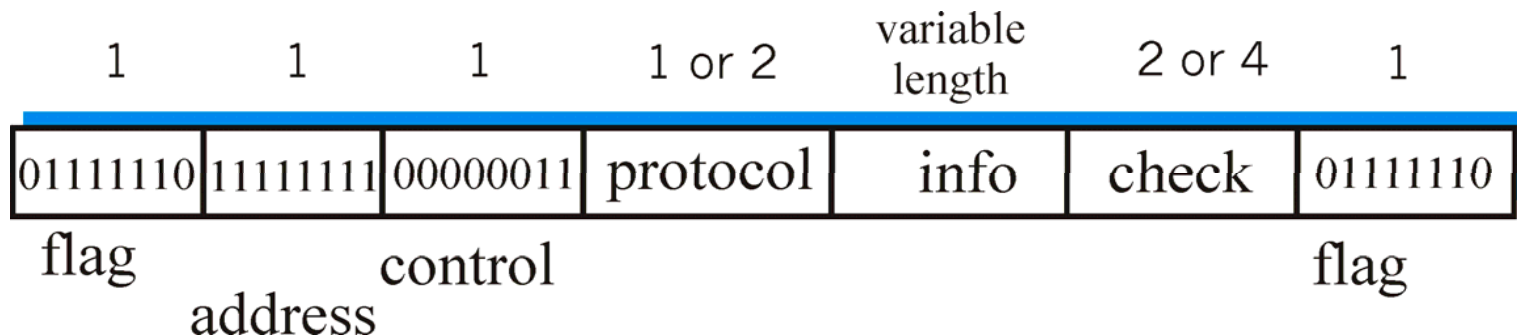 1 1 1 1 or 2 variable length 2 or 4 1
01111110 11111111 00000011 protocol info check 01111110
flag control flag
address